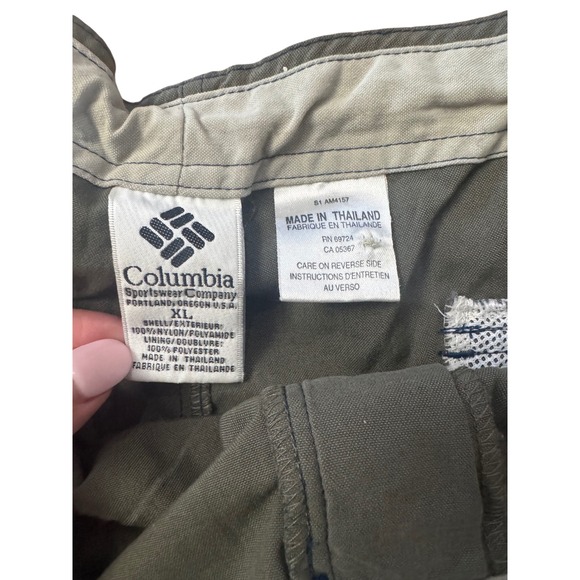 Columbia
Sportswear Company
PORTLAND, OREGON U.S.A.
XL
SHELL/EXTERIEUR:
100% NYLON/POLYAMIDE
LINING/DOUBLURE:
100% POLYESTER
MADE IN THAILAND
FABRIQUE EN THAILANDE
B1 AM4157
MADE IN THAILAND
FABRIQUE EN THAILANDE
RN 69724
CA 05367
CARE ON REVERSE SIDE
INSTRUCTIONS D'ENTRETIEN
AU VERSO